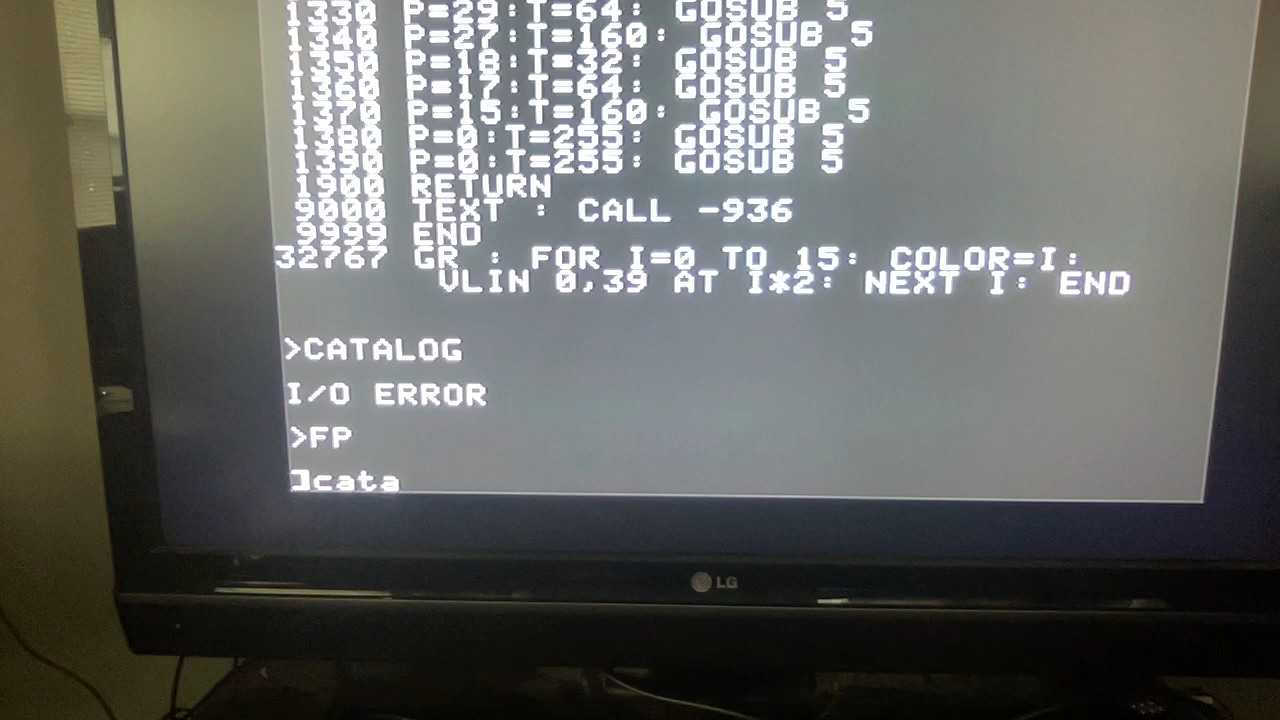 1330 P=29:T=64: GOSUB 5
1340 P=27:T=160: GOSUB 5
1350 P=18:T=32: GOSUB 5
1360 P=17:T=64: GOSUB 5
1370 P=15:T=160: GOSUB 5
1380 P=0:T=255: GOSUB 5
1390 P=0:T=255: GOSUB 5
1900 RETURN
9000 TEXT : CALL -936
9999 END
32767 GR : FOR I=0 TO 15: COLOR=I:
VLIN 0,39 AT I*2: NEXT I: END
>CATALOG
I/O ERROR
>FP
]cata
LG